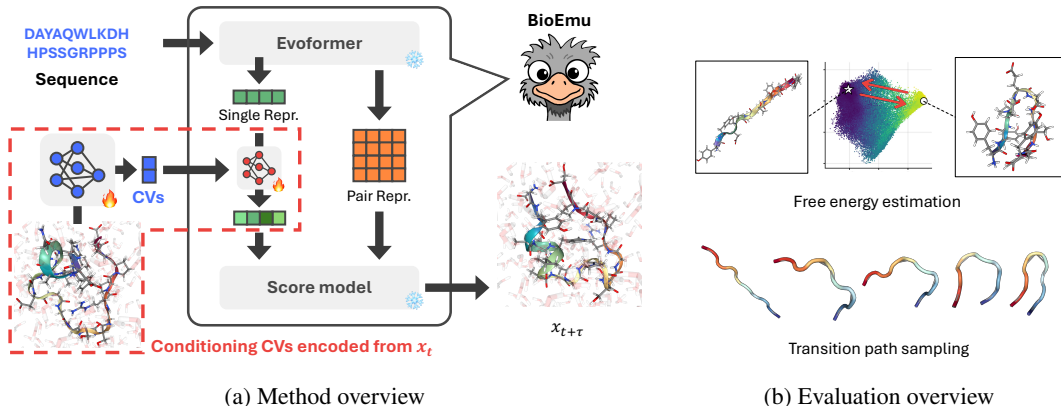 DAYAQWLKDH
HPSSGRPPPS
Sequence
Evoformer
BioEmu
Single Repr.
Pair Repr.
CVs
Score model
x_{t+τ}
Conditioning CVs encoded from x_t
(a) Method overview
Free energy estimation
Transition path sampling
(b) Evaluation overview